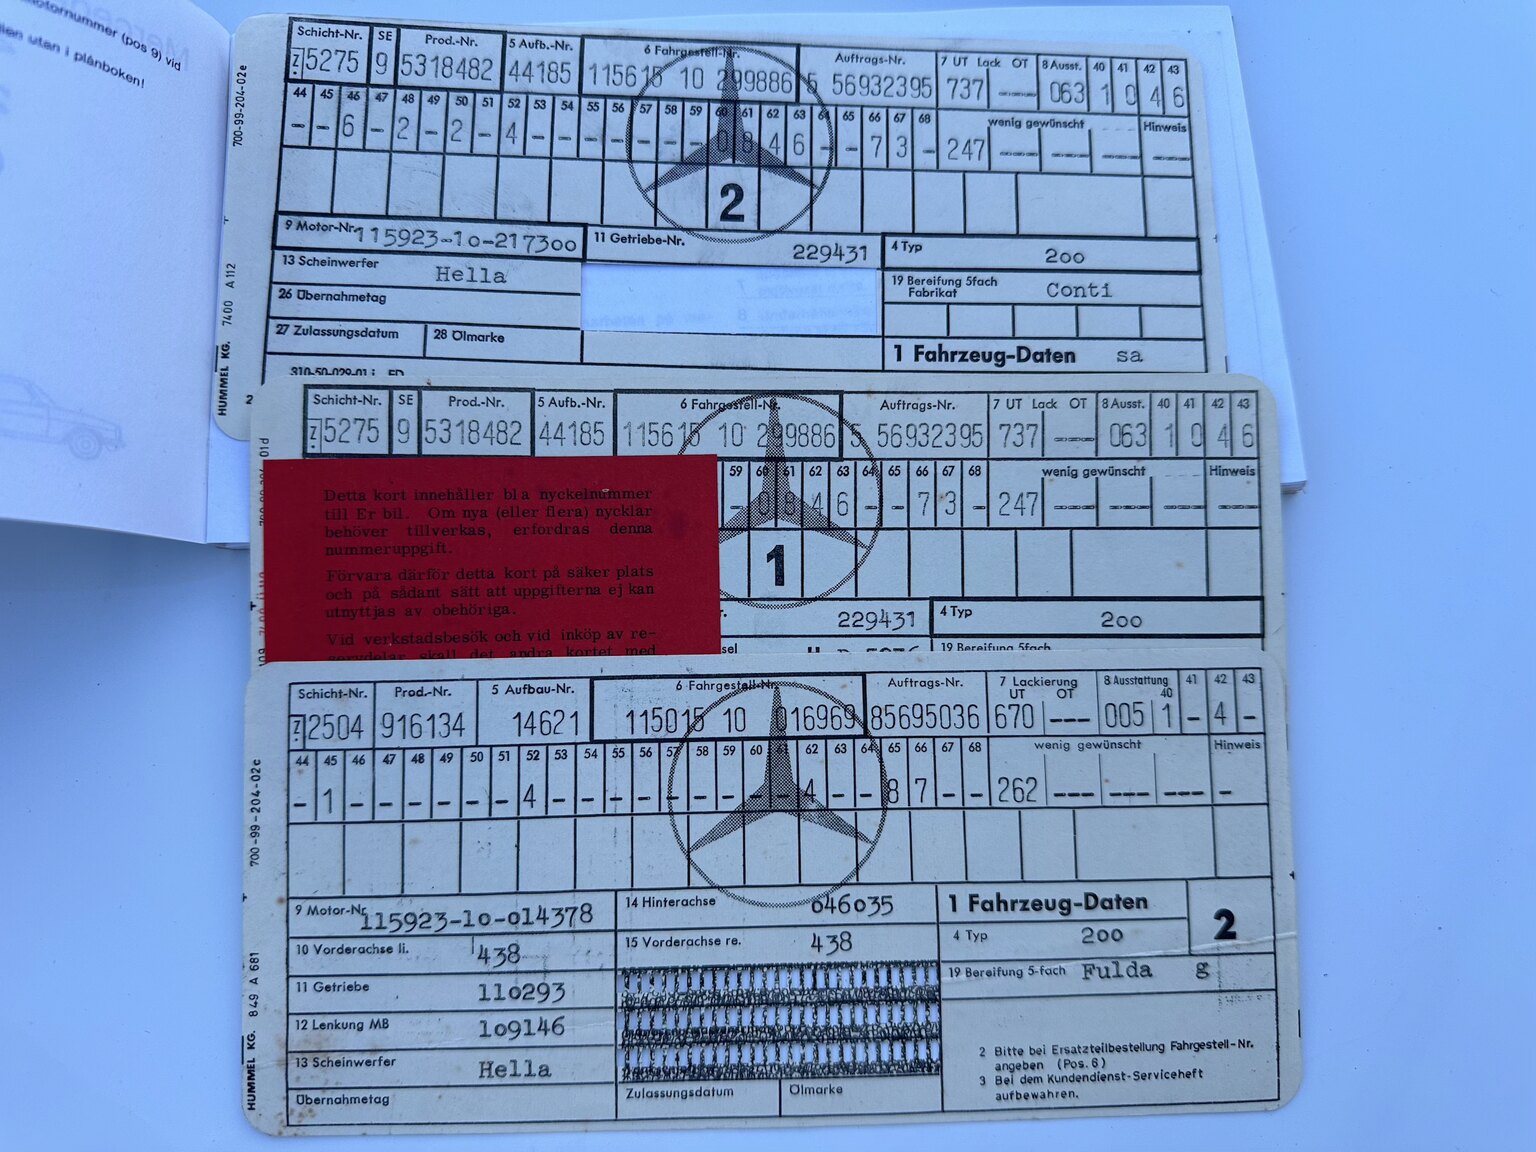 (pos 9) vid
utan i plånboken!
700-99-204-02e
HUMMEL KG. 7400 A112
Schicht-Nr. SE Prod.-Nr. 5 Aufb.-Nr. 6 Fahrgestell-Nr. Auftrags-Nr. 7 UT Lack OT 8 Ausst. 40 41 42 43
Z 5275 9 5318482 44185 115615 10 299886 5 56932395 737 --- 063 1 0 4 6
44 45 46 47 48 49 50 51 52 53 54 55 56 57 58 59 60 61 62 63 64 65 66 67 68 wenig gewünscht Hinweis
- - 6 - 2 - 2 - 4 - - - - - - - 0 8 4 6 - - 7 3 - 247 --- --- --- ---
2
9 Motor-Nr. 115923-10-217300 11 Getriebe-Nr. 229431 4 Typ 200
13 Scheinwerfer Hella 19 Bereifung 5fach Fabrikat Conti
26 Übernahmetag
27 Zulassungsdatum 28 Ölmarke 1 Fahrzeug-Daten sa
2
Schicht-Nr. SE Prod.-Nr. 5 Aufb.-Nr. 6 Fahrgestell-Nr. Auftrags-Nr. 7 UT Lack OT 8 Ausst. 40 41 42 43
Z 5275 9 5318482 44185 115615 10 299886 5 56932395 737 --- 063 1 0 4 6
59 60 61 62 63 64 65 66 67 68 wenig gewünscht Hinweis
- 0 8 4 6 - - 7 3 - 247 --- --- --- ---
1
229431 4 Typ 200
19 Bereifung 5fach
Detta kort innehåller bl a nyckelnummer
till Er bil. Om nya (eller flera) nycklar
behöver tillverkas, erfordras denna
nummeruppgift.
Förvara därför detta kort på säker plats
och på sådant sätt att uppgifterna ej kan
utnyttjas av obehöriga.
Vid verkstadsbesök och vid inköp av re-
servdelar skall det andra kortet med
700-99-204-02c
HUMMEL KG. 849 A 681
Schicht-Nr. Prod.-Nr. 5 Aufbau-Nr. 6 Fahrgestell-Nr. Auftrags-Nr. 7 Lackierung UT OT 8 Ausstattung 40 41 42 43
Z 2504 916134 14621 115015 10 016969 85695036 670 --- 005 1 - 4 -
44 45 46 47 48 49 50 51 52 53 54 55 56 57 58 59 60 61 62 63 64 65 66 67 68 wenig gewünscht Hinweis
- 1 - - - - - - 4 - - - - - - - - - 4 - - 8 7 - - 262 --- --- --- -
9 Motor-Nr. 115923-10-014378 14 Hinterachse 046035 1 Fahrzeug-Daten 2
10 Vorderachse li. 438 15 Vorderachse re. 438 4 Typ 200
11 Getriebe 110293 19 Bereifung 5-fach Fulda g
12 Lenkung MB 109146
13 Scheinwerfer Hella
Übernahmetag Zulassungsdatum Ölmarke
2 Bitte bei Ersatzteilbestellung Fahrgestell-Nr.
angeben (Pos. 6)
3 Bei dem Kundendienst-Serviceheft
aufbewahren.